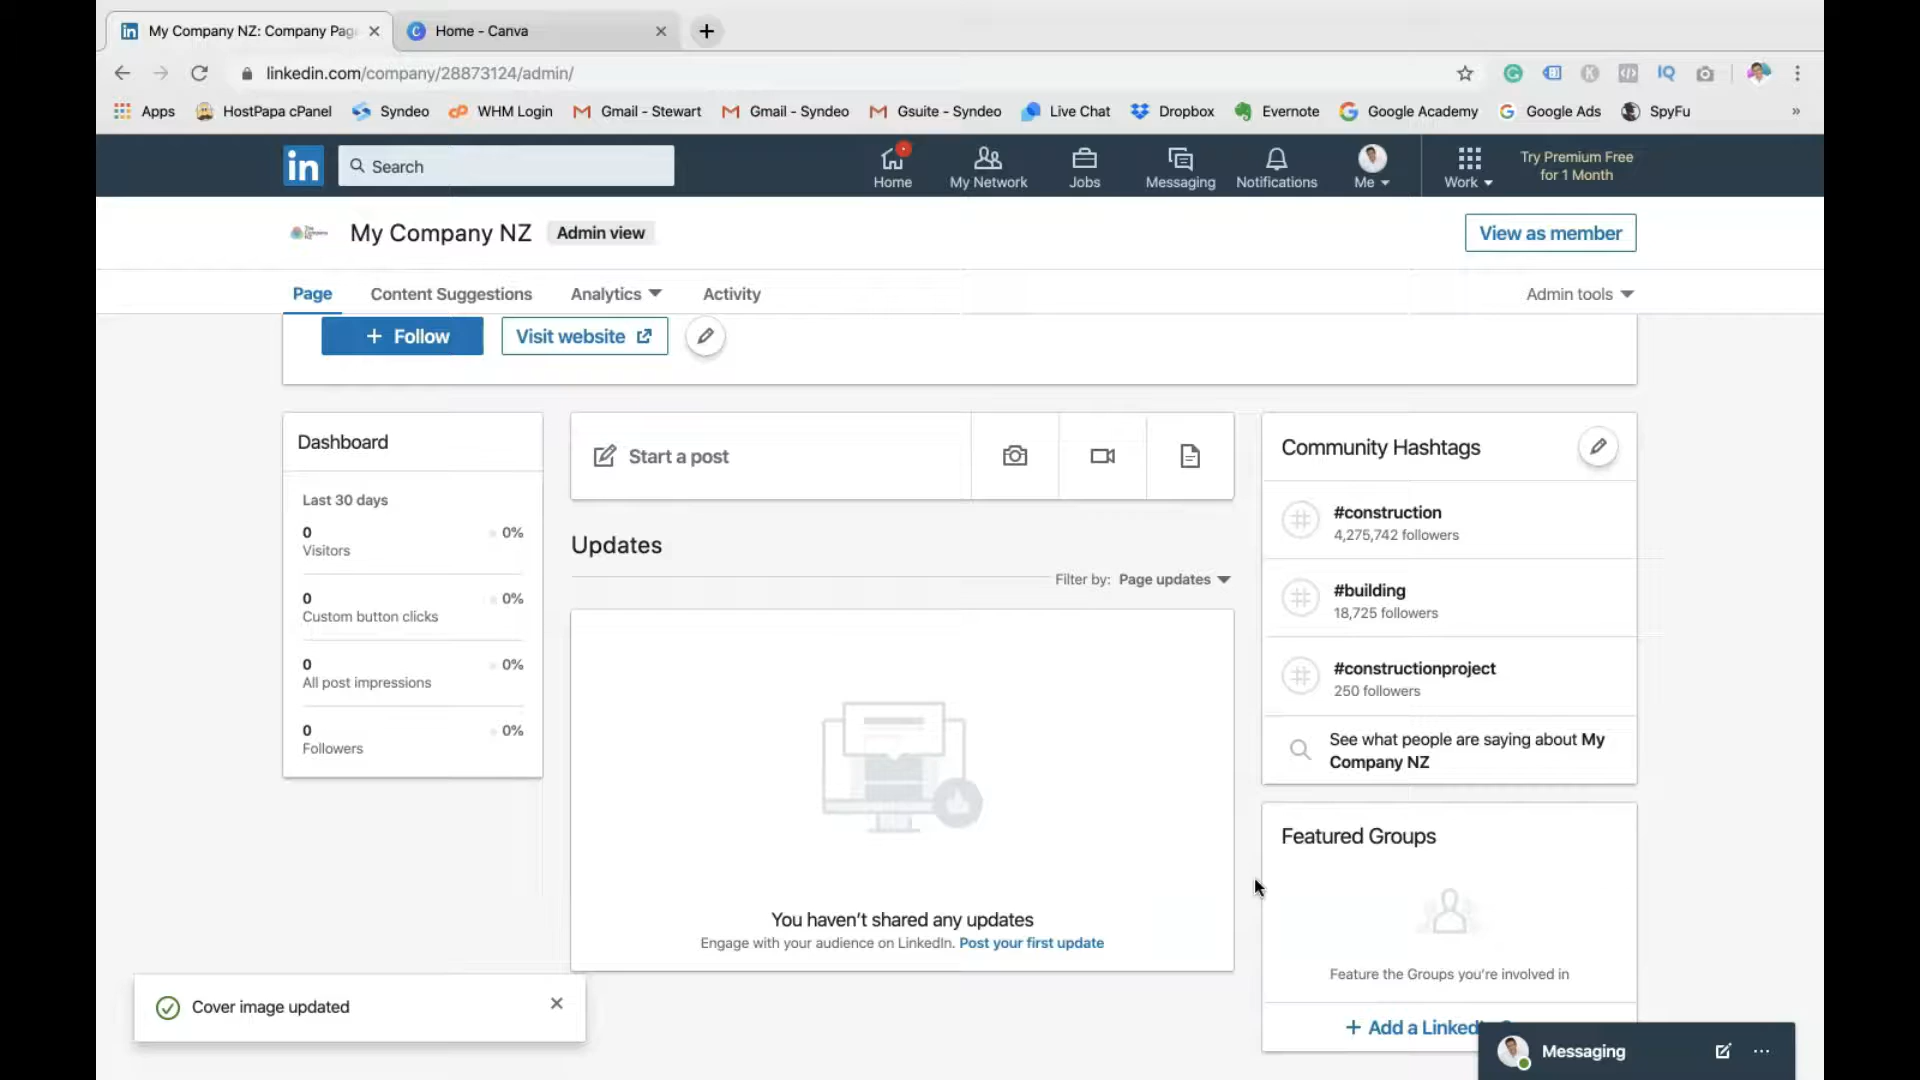 My Company NZ: Company Pag
Home - Canva
linkedin.com/company/28873124/admin/
IQ
Apps
HostPapa cPanel
Syndeo
WHM Login
Gmail - Stewart
Gmail - Syndeo
Gsuite - Syndeo
Live Chat
Dropbox
Evernote
Google Academy
Google Ads
SpyFu
»
in
Search
Home
My Network
Jobs
Messaging
Notifications
Me
Work
Try Premium Free
for 1 Month
My Company NZ
Admin view
View as member
Page
Content Suggestions
Analytics
Activity
Admin tools
+ Follow
Visit website
Dashboard
Last 30 days
0 0%
Visitors
0 0%
Custom button clicks
0 0%
All post impressions
0 0%
Followers
Start a post
Updates
Filter by: Page updates
You haven't shared any updates
Engage with your audience on LinkedIn. Post your first update
Community Hashtags
#construction
4,275,742 followers
#building
18,725 followers
#constructionproject
250 followers
See what people are saying about My
Company NZ
Featured Groups
Feature the Groups you're involved in
+ Add a Linked
Cover image updated
Messaging